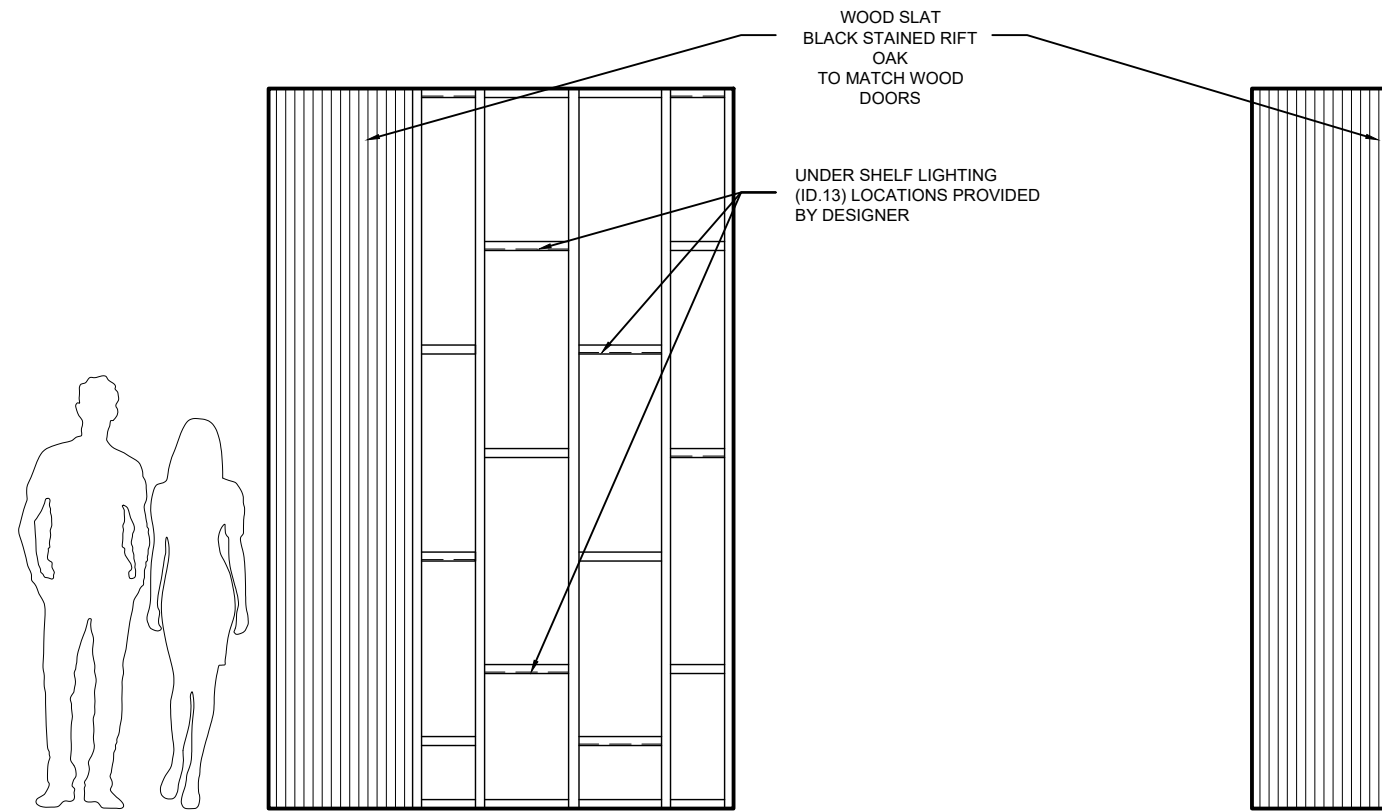 WOOD SLAT
BLACK STAINED RIFT
OAK
TO MATCH WOOD
DOORS
UNDER SHELF LIGHTING
(ID.13) LOCATIONS PROVIDED
BY DESIGNER